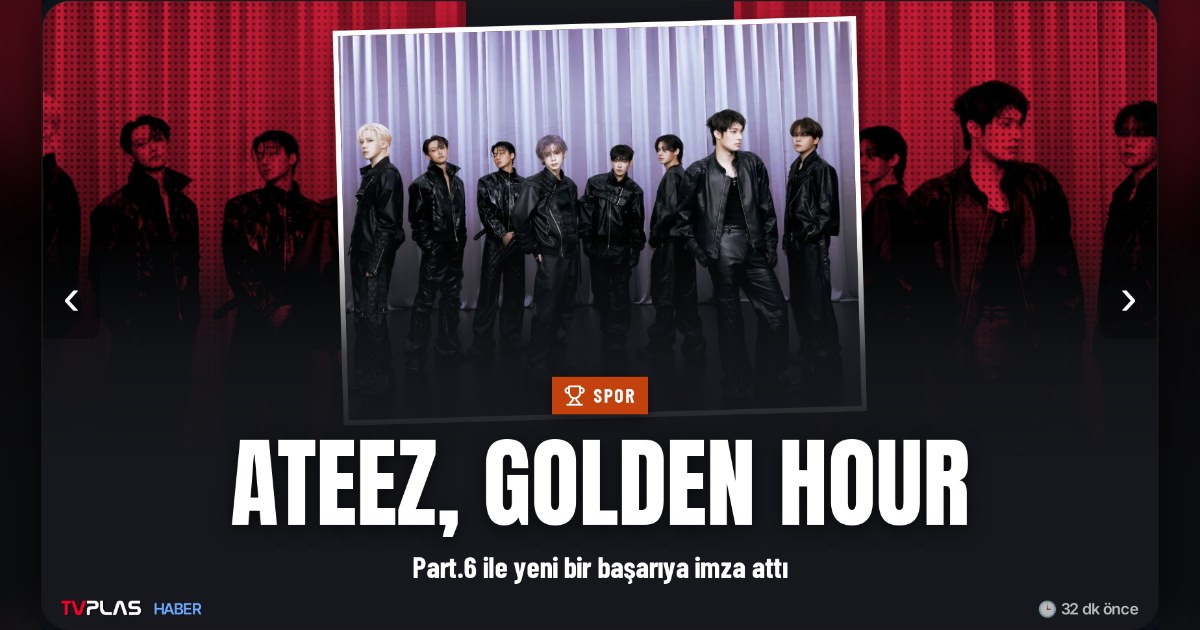 SPOR
ATEEZ, GOLDEN HOUR
Part.6 ile yeni bir başarıya imza attı
TVPLAS HABER
32 dk önce